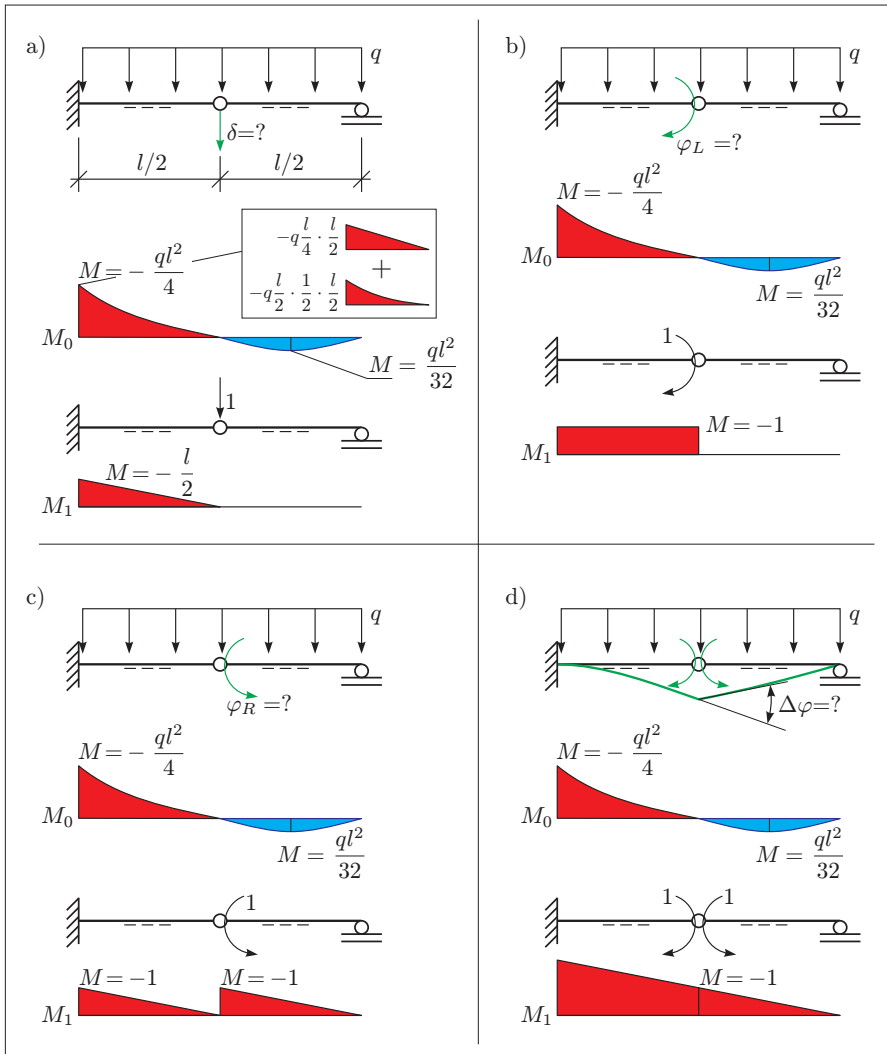 a)
q
δ=?
l/2
l/2
−q l/4 · l/2
+
−q l/2 · 1/2 · l/2
M = − ql²/4
M₀
M = ql²/32
1
M = − l/2
M₁
b)
q
φ_L =?
M = − ql²/4
M₀
M = ql²/32
1
M = −1
M₁
c)
q
φ_R =?
M = − ql²/4
M₀
M = ql²/32
1
M = −1
M = −1
M₁
d)
q
Δφ=?
M = − ql²/4
M₀
M = ql²/32
1
1
M = −1
M₁